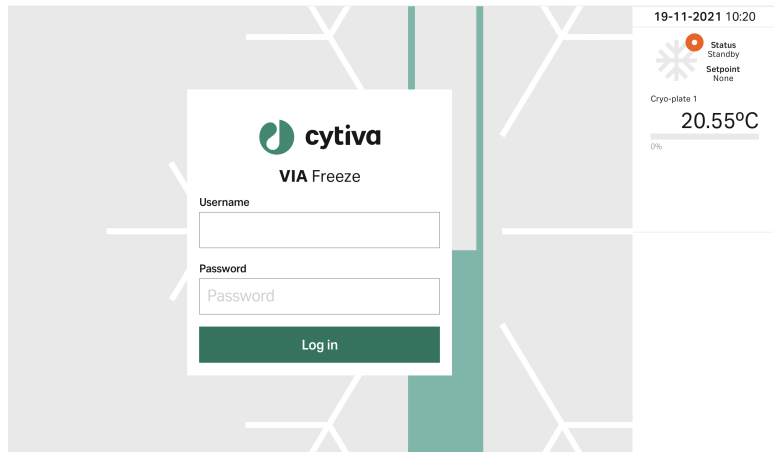 19-11-2021 10:20
Status
Standby
Setpoint
None
Cryo-plate 1
20.55ºC
0%
cytiva
VIA Freeze
Username
Password
Password
Log in